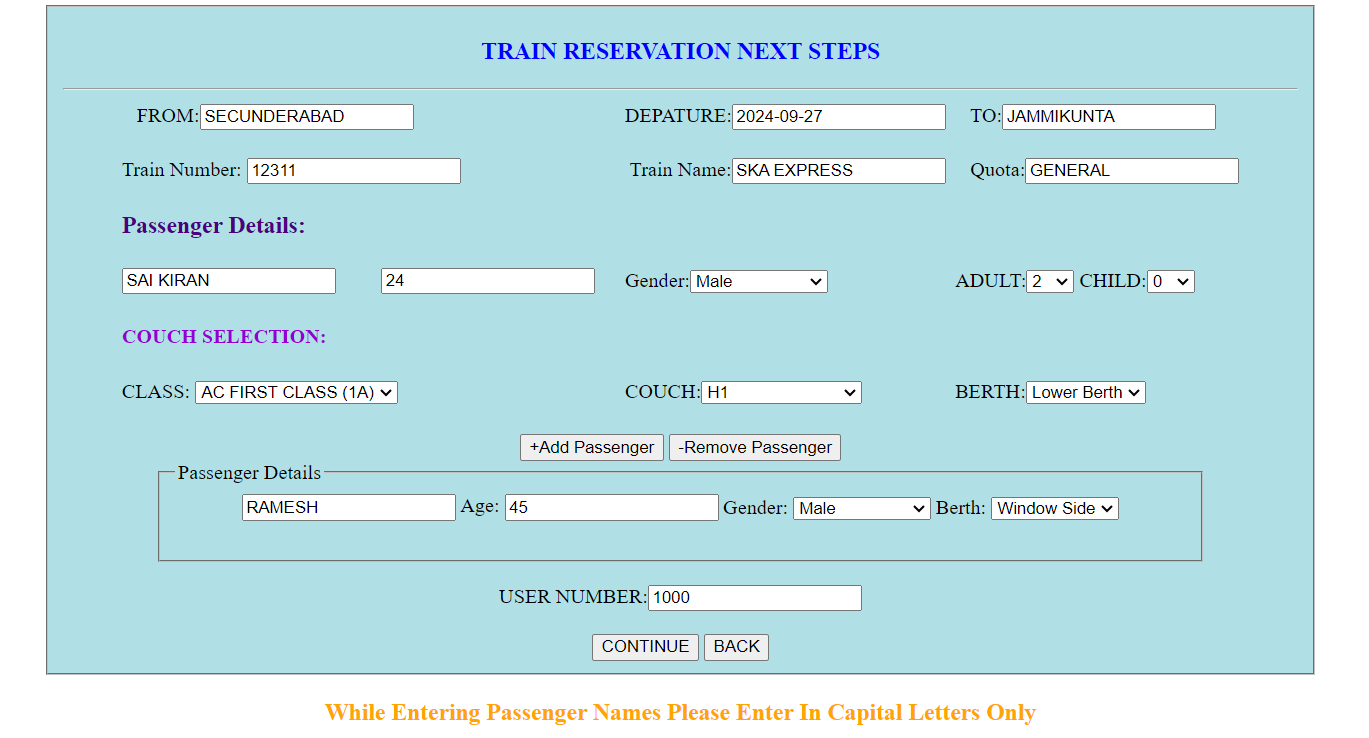 TRAIN RESERVATION NEXT STEPS
FROM: SECUNDERABAD DEPATURE: 2024-09-27 TO: JAMMIKUNTA
Train Number: 12311 Train Name: SKA EXPRESS Quota: GENERAL
Passenger Details:
SAI KIRAN 24 Gender: Male ADULT: 2 CHILD: 0
COUCH SELECTION:
CLASS: AC FIRST CLASS (1A) COUCH: H1 BERTH: Lower Berth
+Add Passenger -Remove Passenger
Passenger Details
RAMESH Age: 45 Gender: Male Berth: Window Side
USER NUMBER: 1000
CONTINUE BACK
While Entering Passenger Names Please Enter In Capital Letters Only